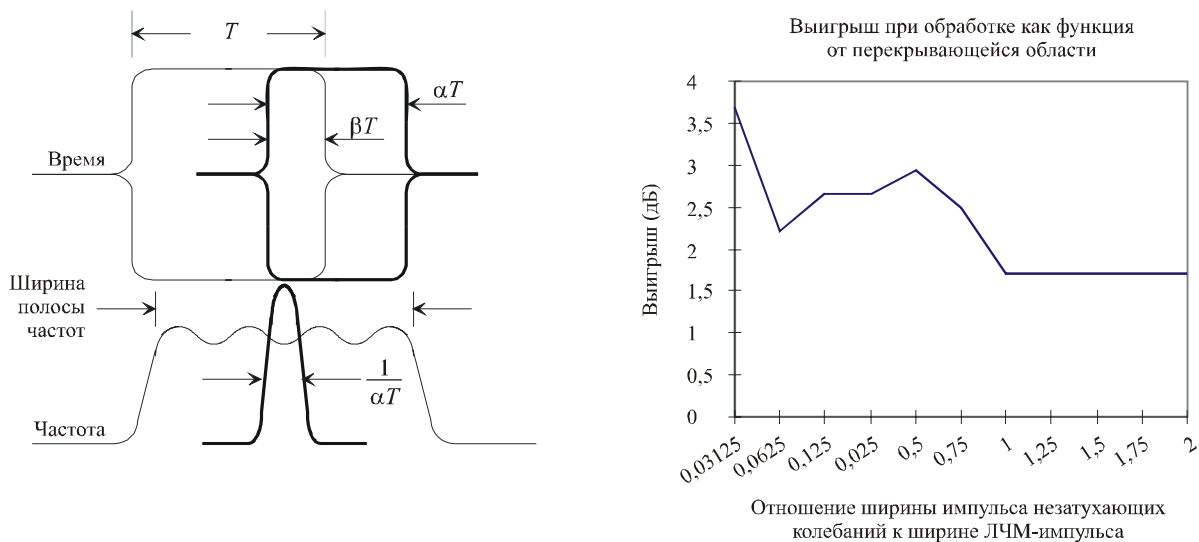 T
αT
βT
Время
Ширина
полосы
частот
1
αT
Частота
Выигрыш при обработке как функция
от перекрывающейся области
Выигрыш (дБ)
4
3,5
3
2,5
2
1,5
1
0,5
0
0,03125
0,0625
0,125
0,025
0,5
0,75
1
1,25
1,5
1,75
2
Отношение ширины импульса незатухающих
колебаний к ширине ЛЧМ-импульса